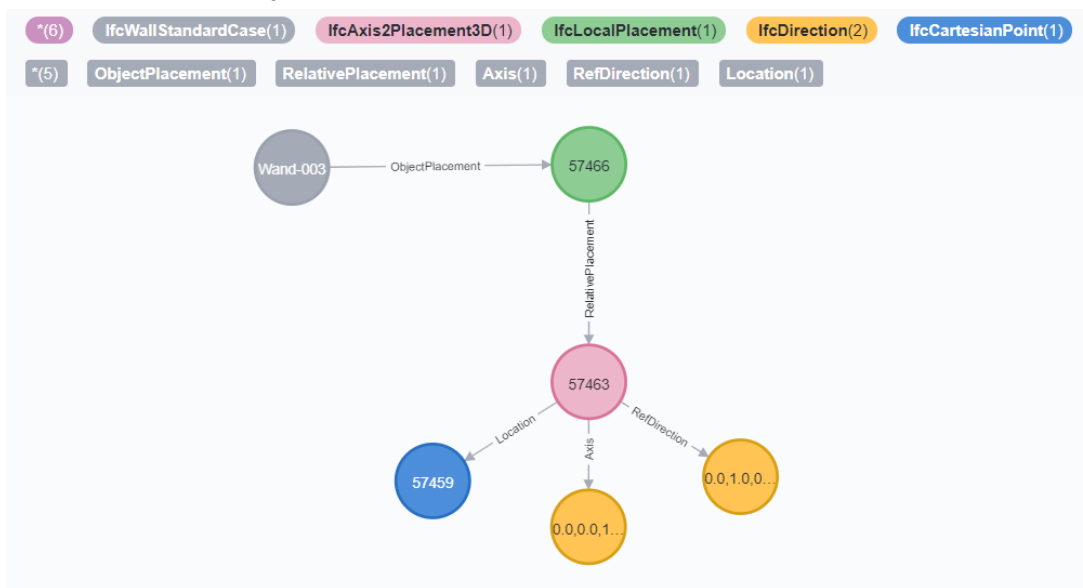 *(6) IfcWallStandardCase(1) IfcAxis2Placement3D(1) IfcLocalPlacement(1) IfcDirection(2) IfcCartesianPoint(1)
*(5) ObjectPlacement(1) RelativePlacement(1) Axis(1) RefDirection(1) Location(1)
Wand-003
ObjectPlacement
57466
RelativePlacement
57463
Location
Axis
RefDirection
57459
0.0,0.0,1...
0.0,1.0,0...